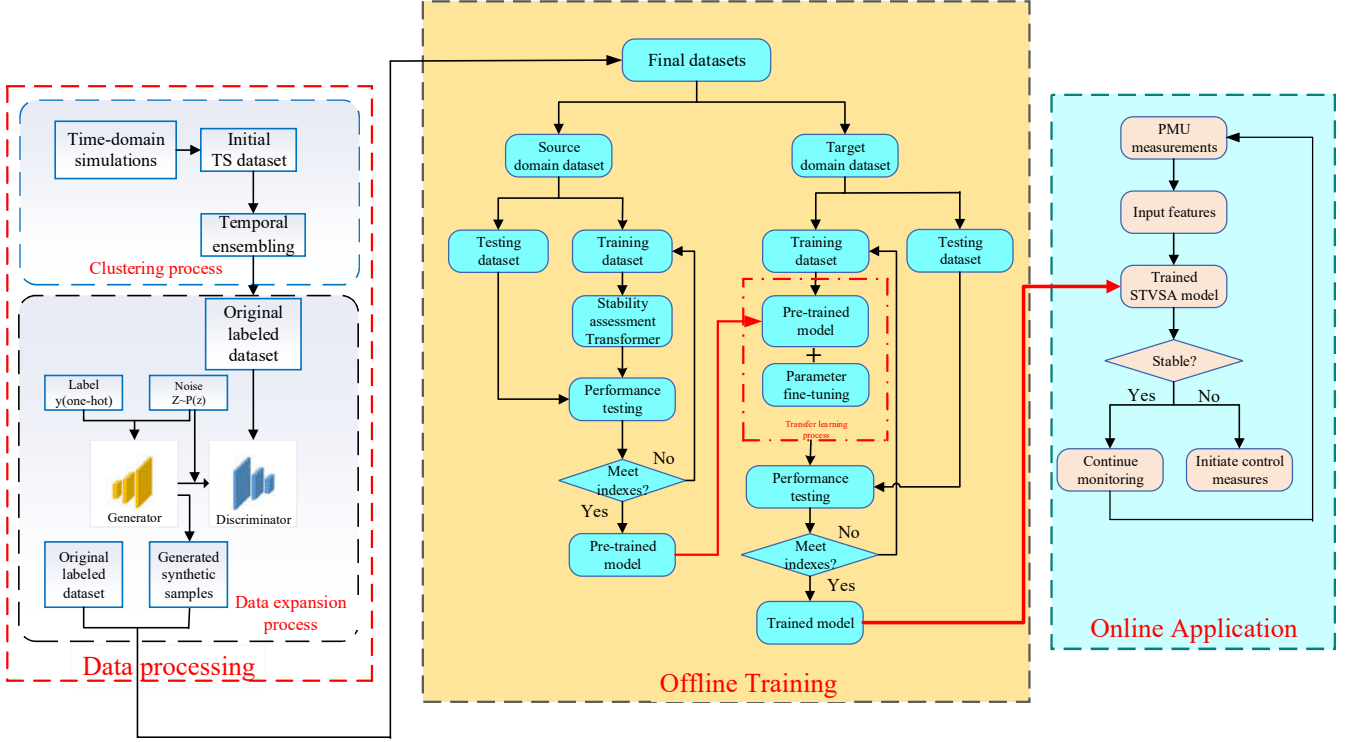 Time-domain
simulations
Initial
TS dataset
Temporal
ensembling
Clustering process
Original
labeled
dataset
Label
y(one-hot)
Noise
Z~P(z)
Generator
Discriminator
Original
labeled
dataset
Generated
synthetic
samples
Data expansion
process
Data processing
Final datasets
Source
domain dataset
Target
domain dataset
Testing
dataset
Training
dataset
Training
dataset
Testing
dataset
Stability
assessment
Transformer
Pre-trained
model
+
Parameter
fine-tuning
Transfer learning
process
Performance
testing
Meet
indexes?
No
Yes
Pre-trained
model
Performance
testing
No
Meet
indexes?
Yes
Trained model
Offline Training
PMU
measurements
Input features
Trained
STVSA model
Stable?
Yes
No
Continue
monitoring
Initiate control
measures
Online Application